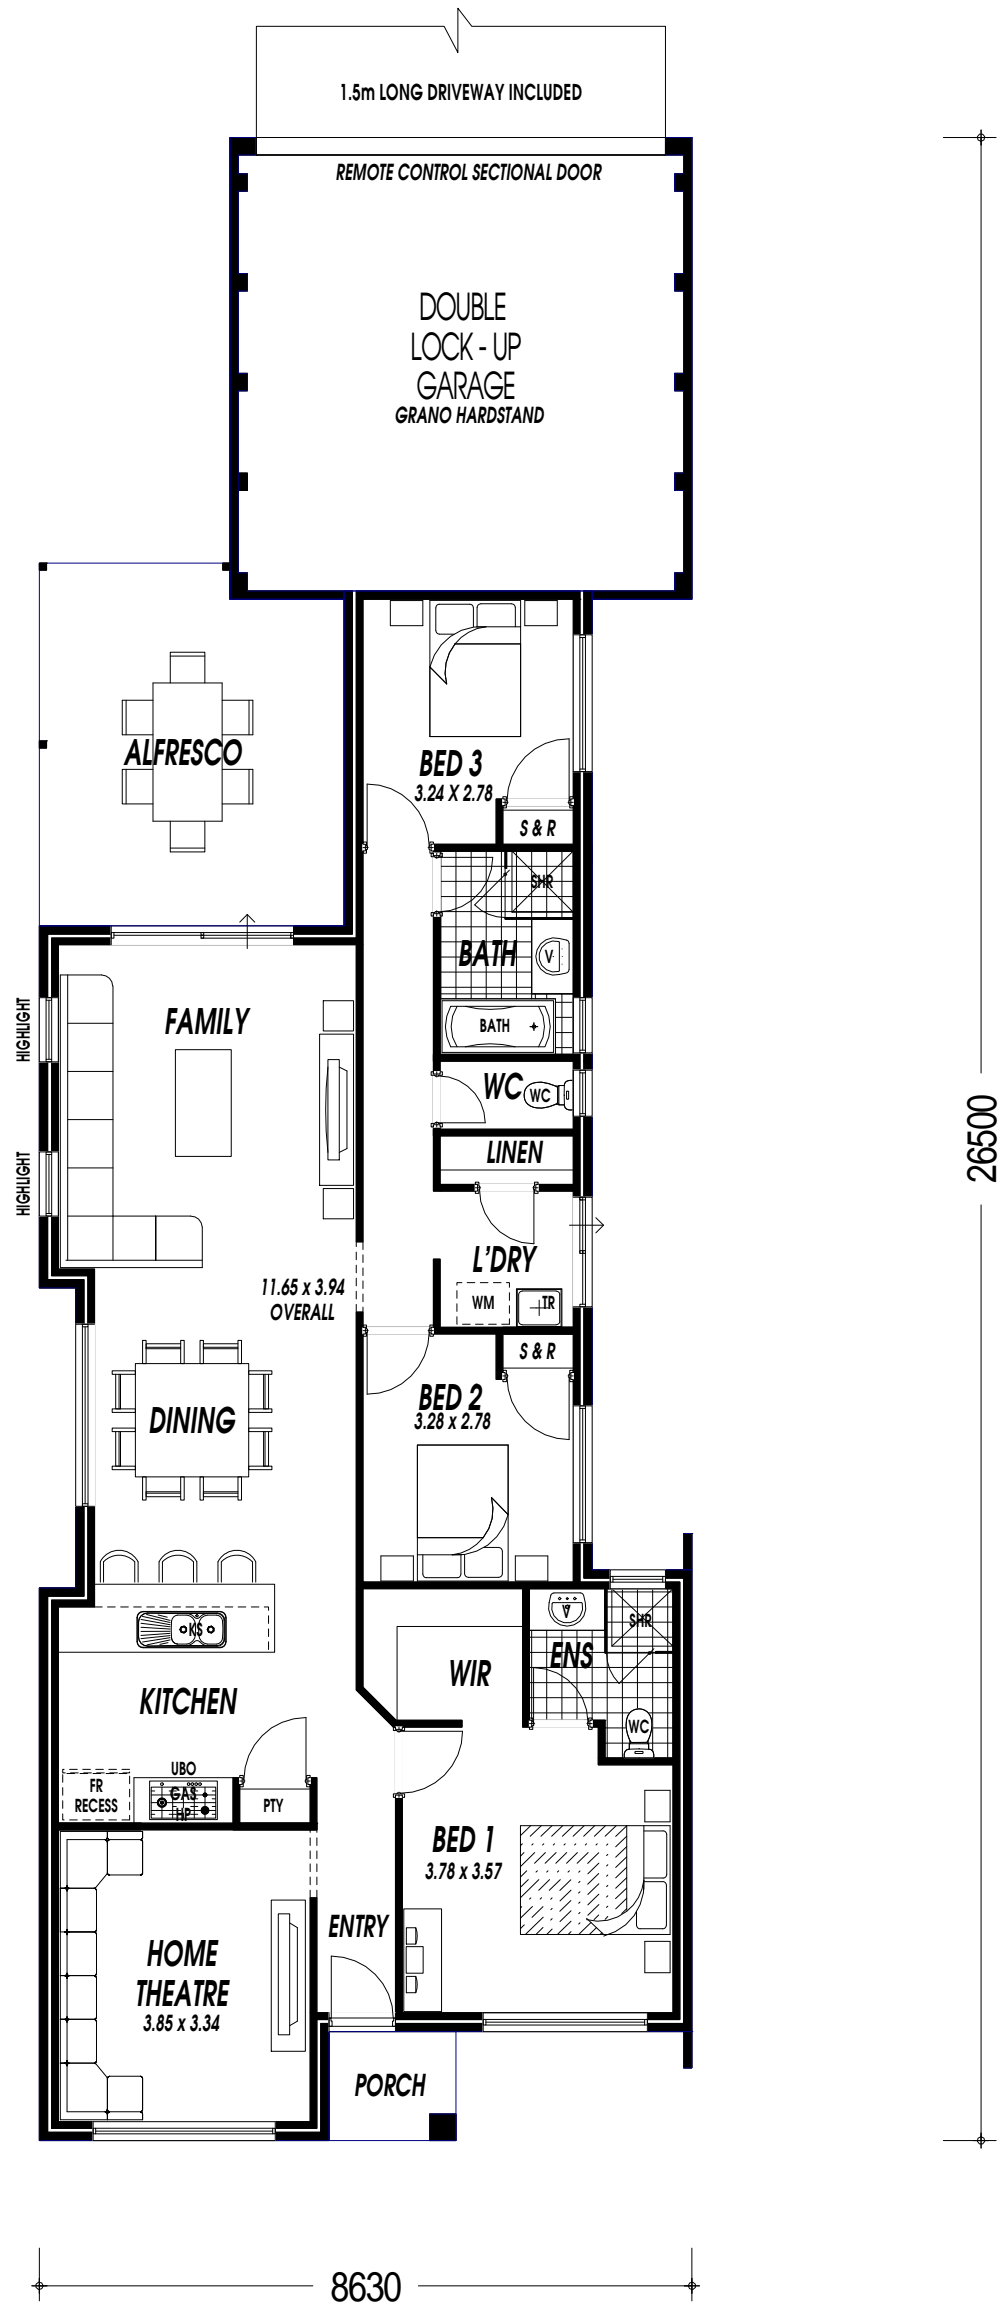 1.5m LONG DRIVEWAY INCLUDED
REMOTE CONTROL SECTIONAL DOOR
DOUBLE
LOCK - UP
GARAGE
GRANO HARDSTAND
ALFRESCO
BED 3
3.24 X 2.78
S & R
SHR
BATH
V
BATH
FAMILY
HIGHLIGHT
HIGHLIGHT
WC
WC
LINEN
L'DRY
WM
TR
11.65 x 3.94
OVERALL
26500
S & R
BED 2
3.28 x 2.78
DINING
KS
KITCHEN
V
SHR
ENS
WIR
WC
UBO
FR
RECESS
GAS
HP
PTY
BED 1
3.78 x 3.57
ENTRY
HOME
THEATRE
3.85 x 3.34
PORCH
8630